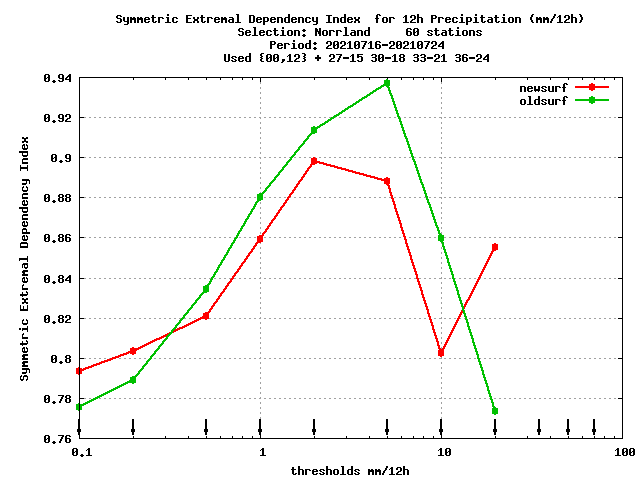 Symmetric Extremal Dependency Index  for 12h Precipitation (mm/12h)
Selection: Norrland     60 stations
Period: 20210716-20210724
Used {00,12} + 27-15 30-18 33-21 36-24
newsurf
oldsurf
Symmetric Extremal Dependency Index
0.94
0.92
0.9
0.88
0.86
0.84
0.82
0.8
0.78
0.76
0.1 1 10 100
thresholds mm/12h